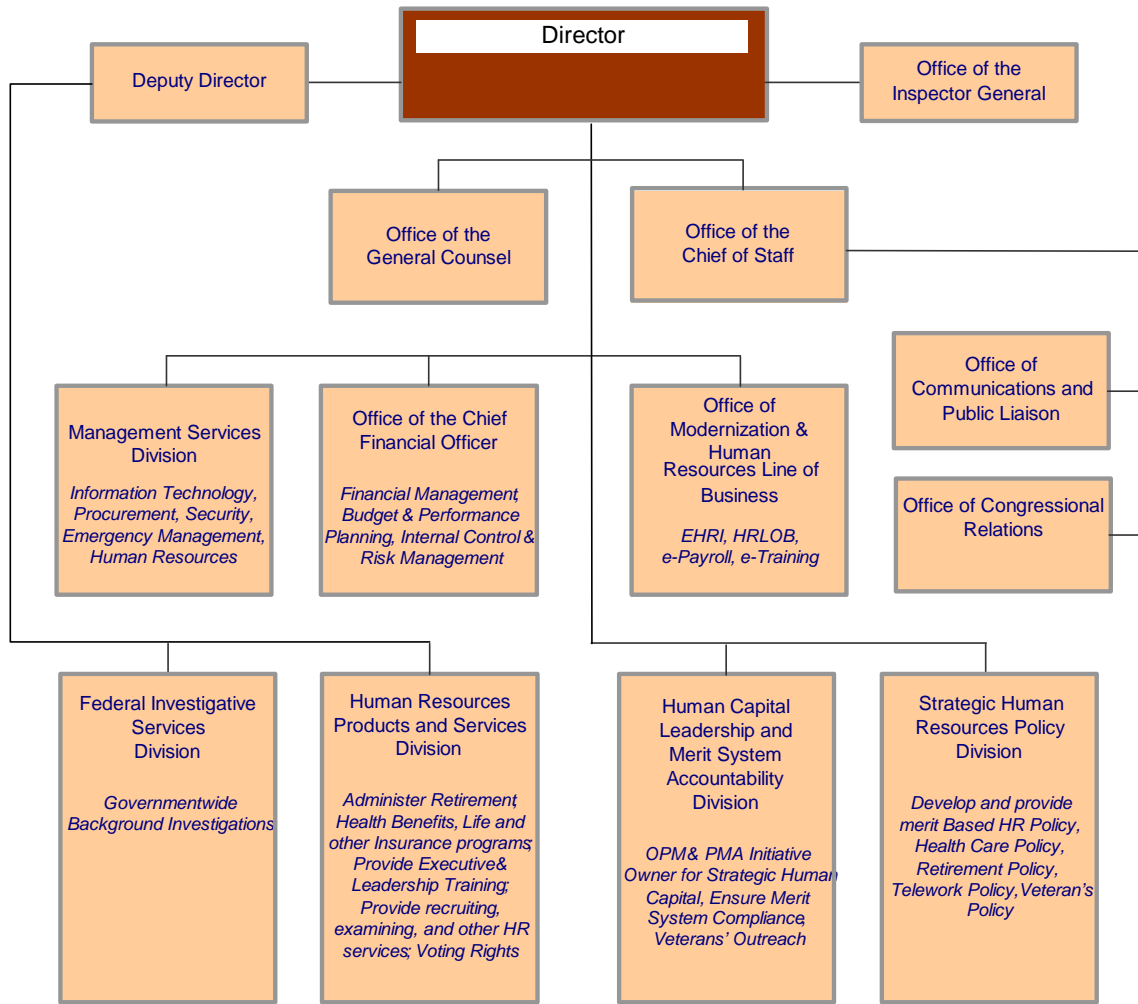 Director
Deputy Director
Office of the
Inspector General
Office of the
General Counsel
Office of the
Chief of Staff
Office of
Communications and
Public Liaison
Office of Congressional
Relations
Management Services
Division
Information Technology,
Procurement, Security,
Emergency Management,
Human Resources
Office of the Chief
Financial Officer
Financial Management,
Budget & Performance
Planning, Internal Control &
Risk Management
Office of
Modernization &
Human
Resources Line of
Business
EHRI, HRLOB,
e-Payroll, e-Training
Federal Investigative
Services
Division
Governmentwide
Background Investigations
Human Resources
Products and Services
Division
Administer Retirement,
Health Benefits, Life and
other Insurance programs;
Provide Executive &
Leadership Training;
Provide recruiting,
examining, and other HR
services; Voting Rights
Human Capital
Leadership and
Merit System
Accountability
Division
OPM & PMA Initiative
Owner for Strategic Human
Capital, Ensure Merit
System Compliance,
Veterans' Outreach
Strategic Human
Resources Policy
Division
Develop and provide
merit Based HR Policy,
Health Care Policy,
Retirement Policy,
Telework Policy, Veteran's
Policy